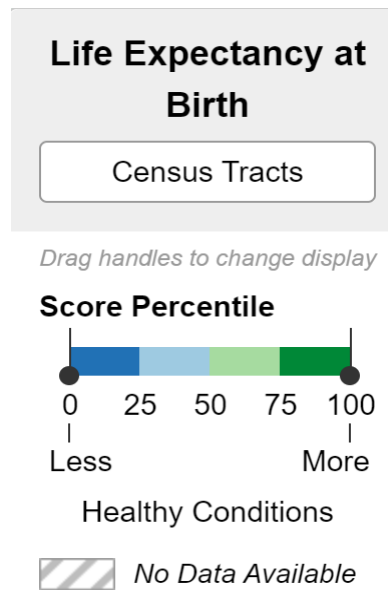 Life Expectancy at
Birth
Census Tracts
Drag handles to change display
Score Percentile
0 25 50 75 100
Less More
Healthy Conditions
No Data Available